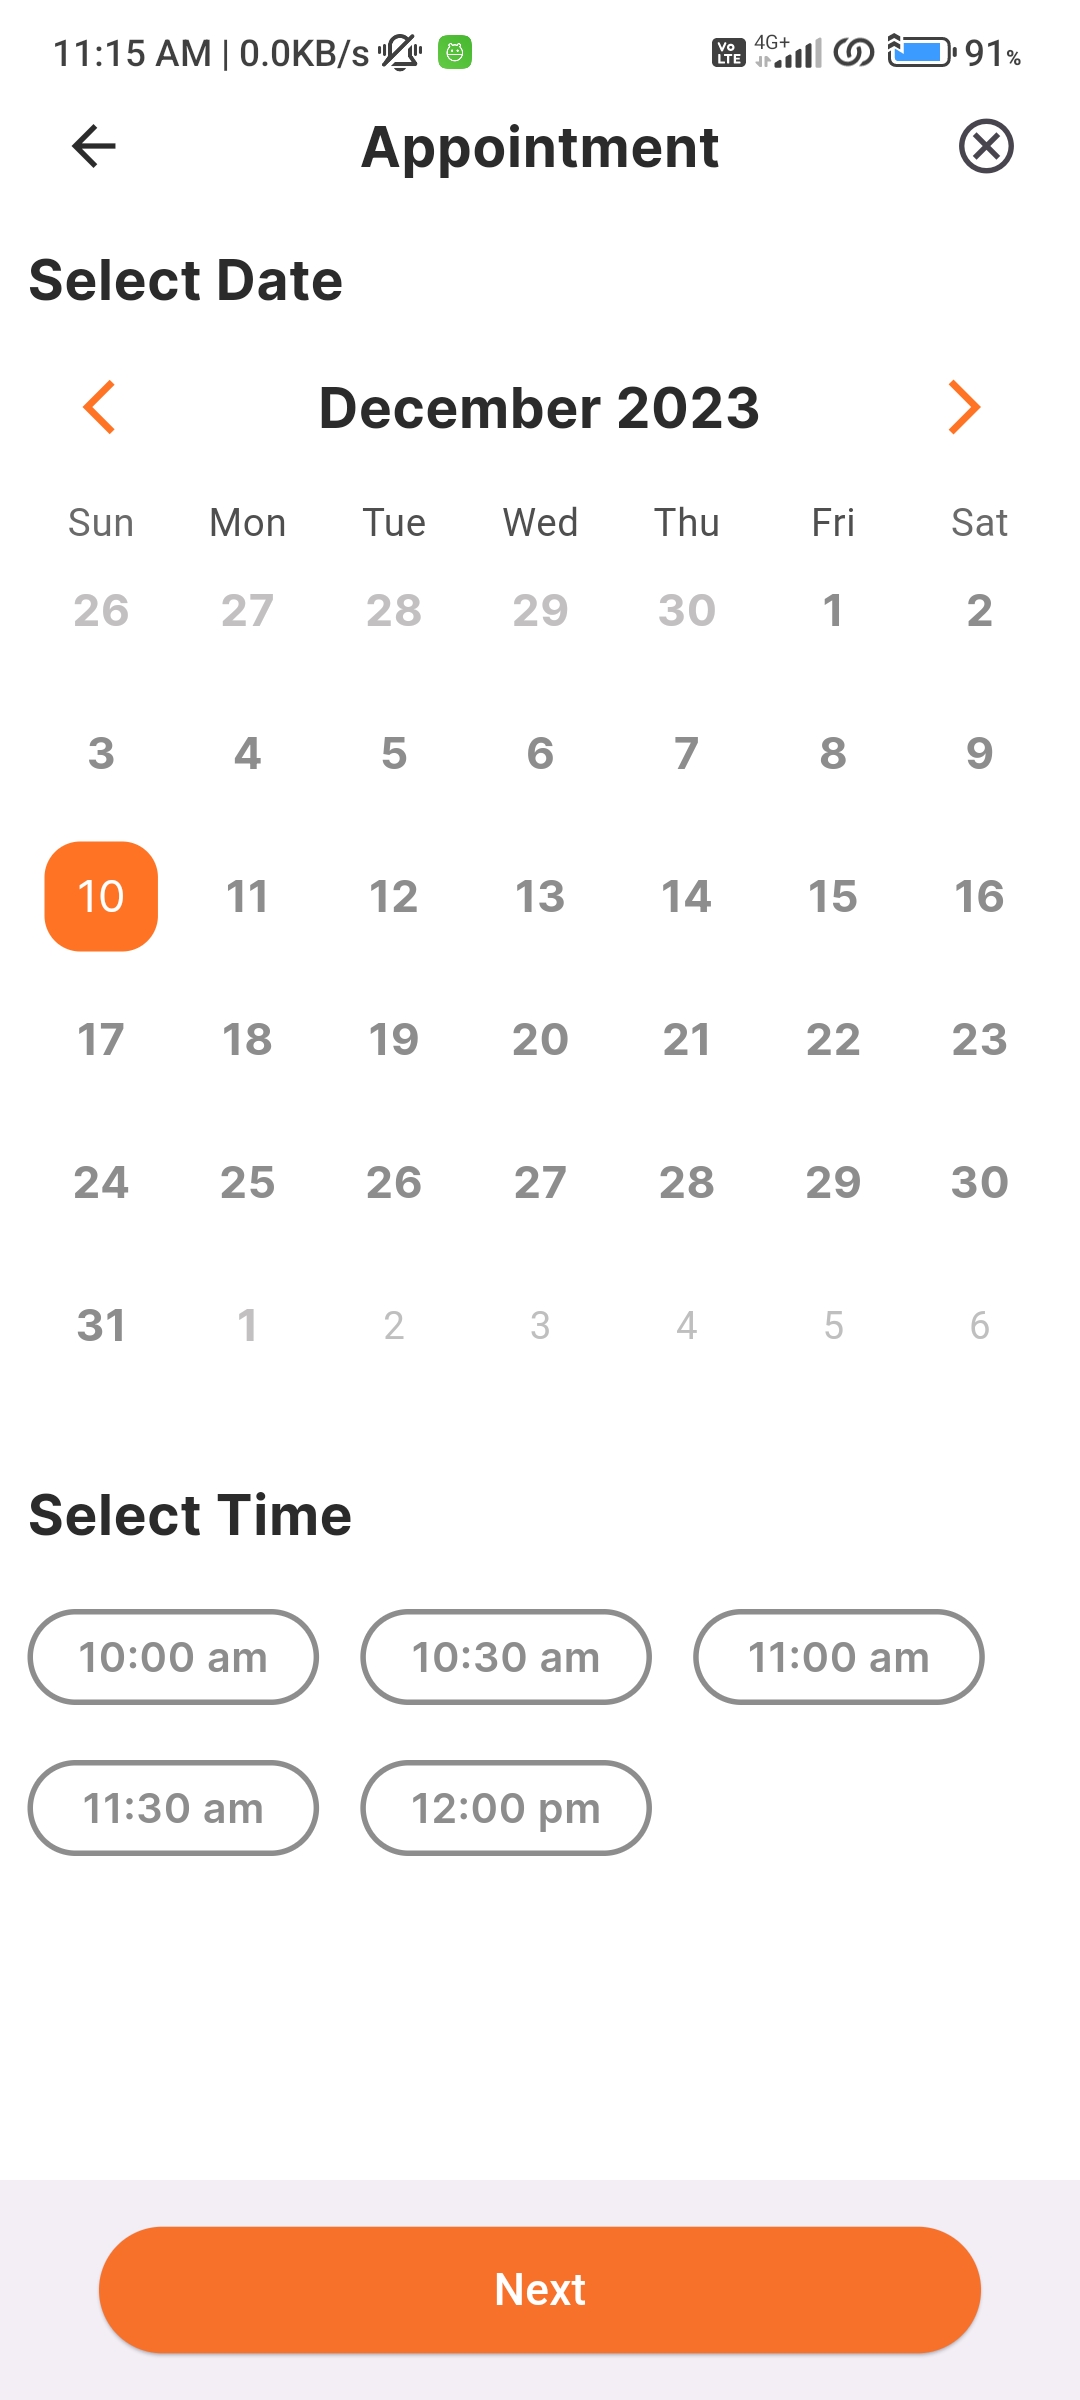 11:15 AM | 0.0KB/s Vo LTE 4G+ 91%
Appointment
Select Date
December 2023
Sun Mon Tue Wed Thu Fri Sat
26 27 28 29 30 1 2
3 4 5 6 7 8 9
10 11 12 13 14 15 16
17 18 19 20 21 22 23
24 25 26 27 28 29 30
31 1 2 3 4 5 6
Select Time
10:00 am 10:30 am 11:00 am
11:30 am 12:00 pm
Next